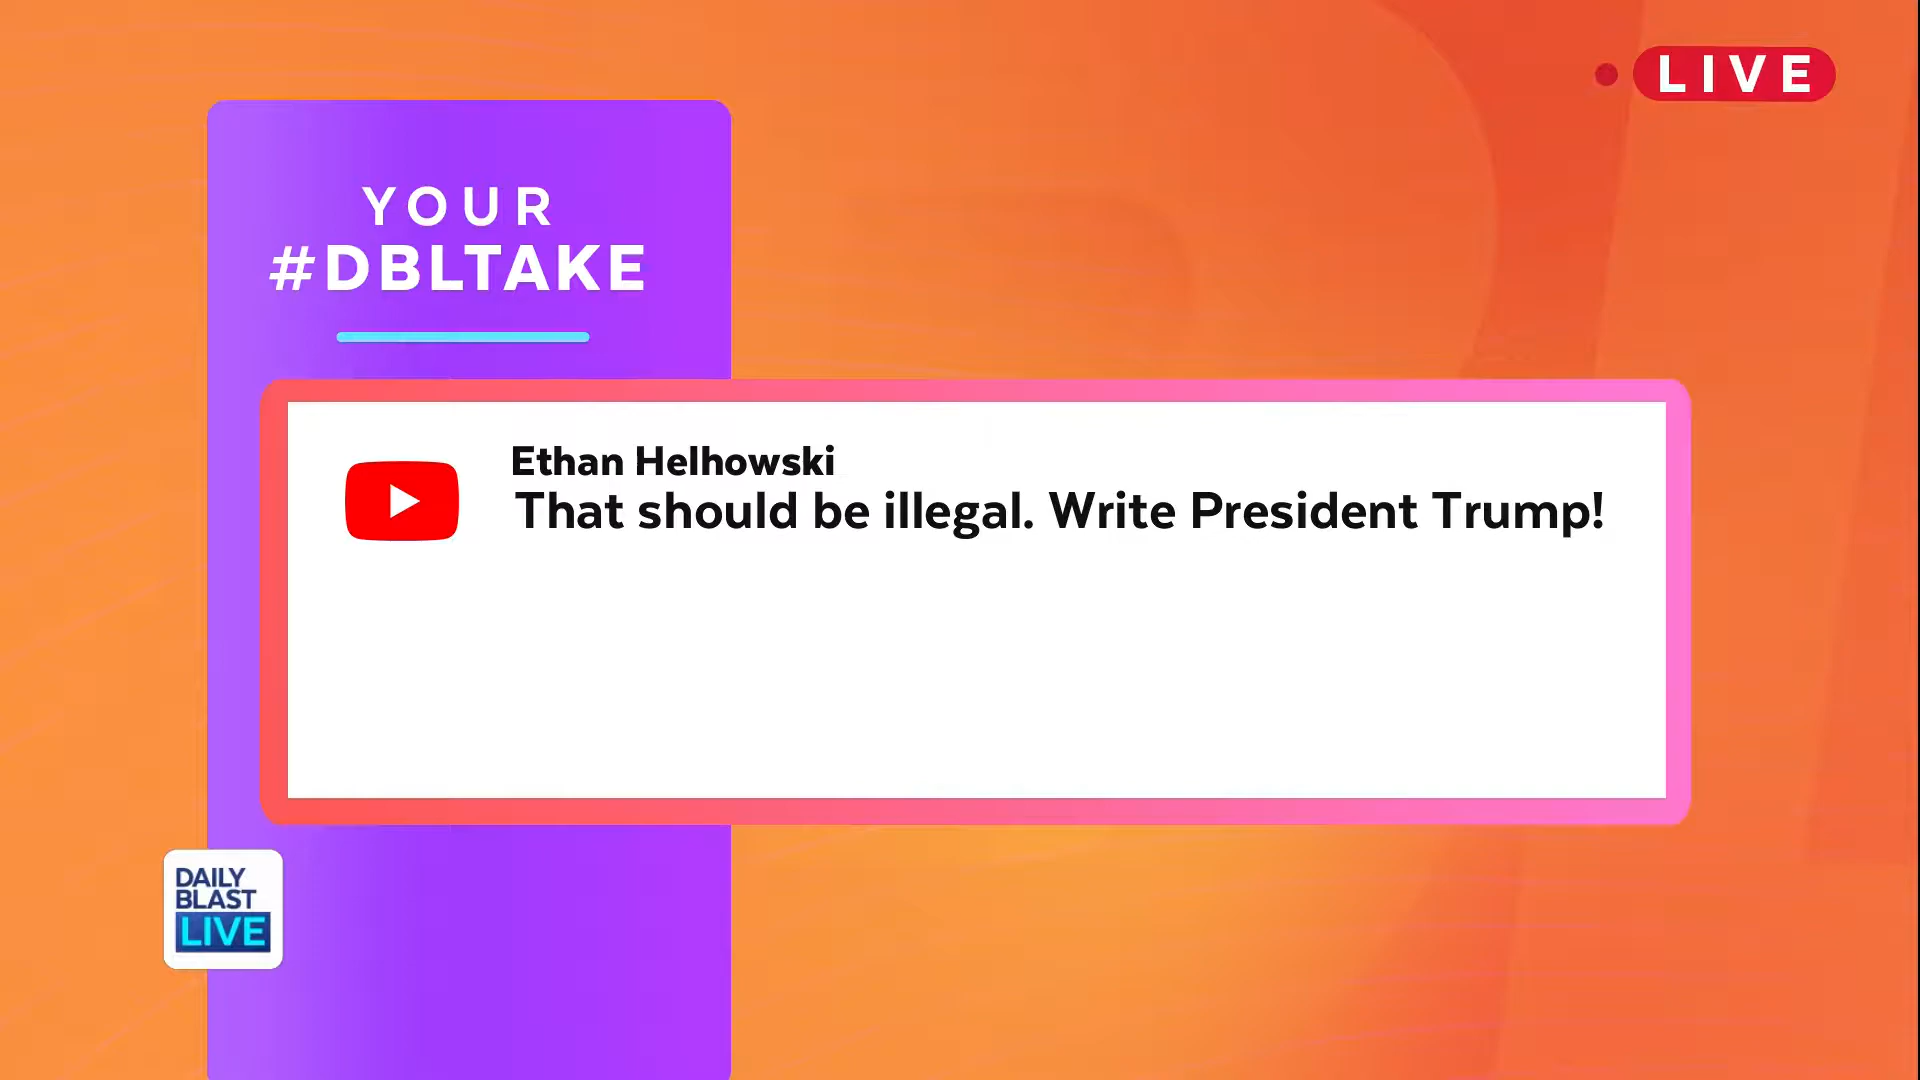 LIVE
YOUR
#DBLTAKE
Ethan Helhowski
That should be illegal. Write President Trump!
DAILY
BLAST
LIVE